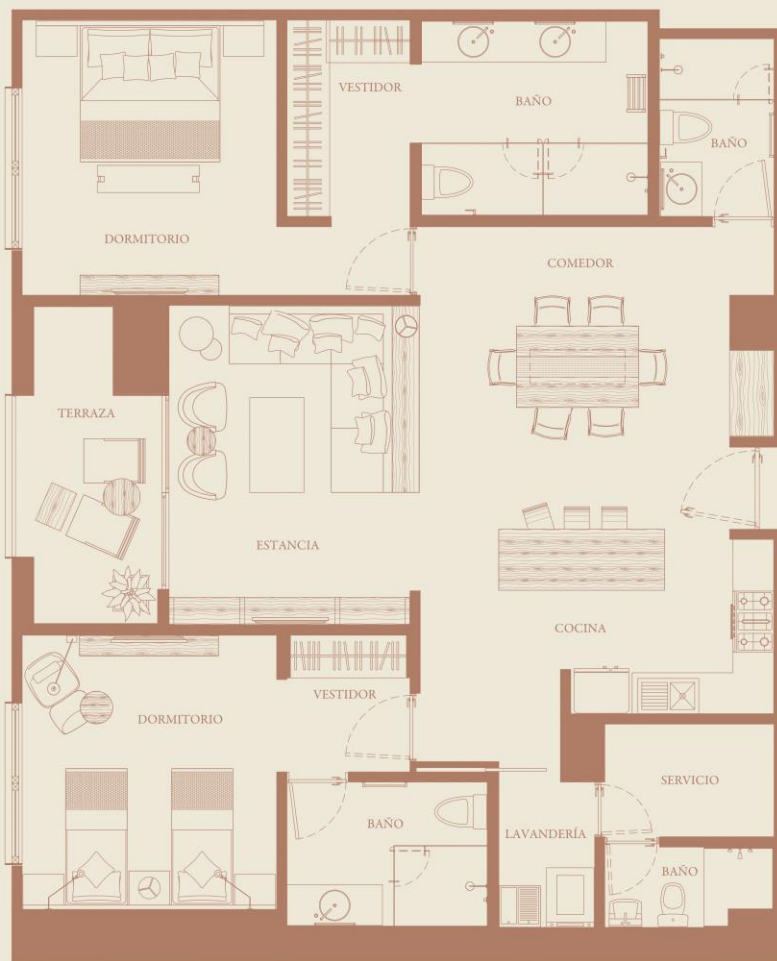 VESTIDOR
BAÑO
BAÑO
DORMITORIO
COMEDOR
TERRAZA
ESTANCIA
COCINA
VESTIDOR
DORMITORIO
SERVICIO
BAÑO
LAVANDERÍA
BAÑO